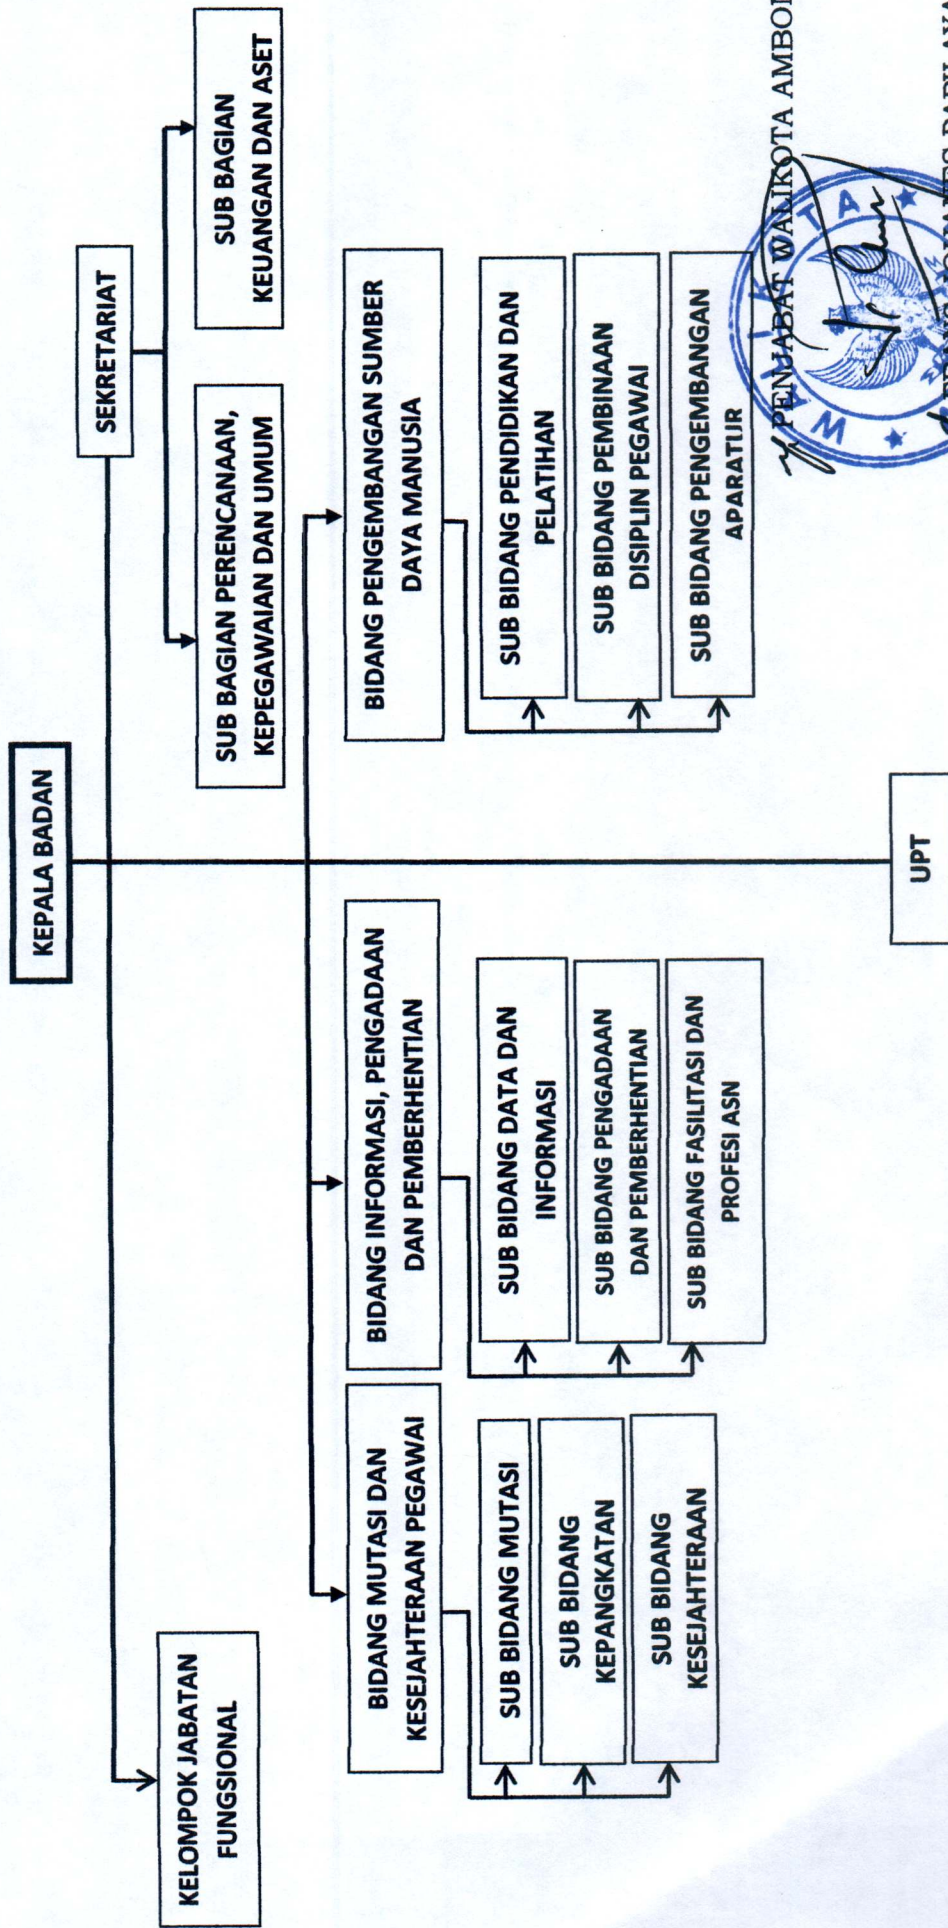 KEPALA BADAN
KELOMPOK JABATAN
FUNGSIONAL
SEKRETARIAT
SUB BAGIAN PERENCANAAN,
KEPEGAWAIAN DAN UMUM
SUB BAGIAN
KEUANGAN DAN ASET
BIDANG MUTASI DAN
KESEJAHTERAAN PEGAWAI
SUB BIDANG MUTASI
SUB BIDANG
KEPANGKATAN
SUB BIDANG
KESEJAHTERAAN
BIDANG INFORMASI, PENGADAAN
DAN PEMBERHENTIAN
SUB BIDANG DATA DAN
INFORMASI
SUB BIDANG PENGADAAN
DAN PEMBERHENTIAN
SUB BIDANG FASILITASI DAN
PROFESI ASN
BIDANG PENGEMBANGAN SUMBER
DAYA MANUSIA
SUB BIDANG PENDIDIKAN DAN
PELATIHAN
SUB BIDANG PEMBINAAN
DISIPLIN PEGAWAI
SUB BIDANG PENGEMBANGAN
APARATUR
UPT
PENJABAT WALIKOTA AMBON
WALIKOTA